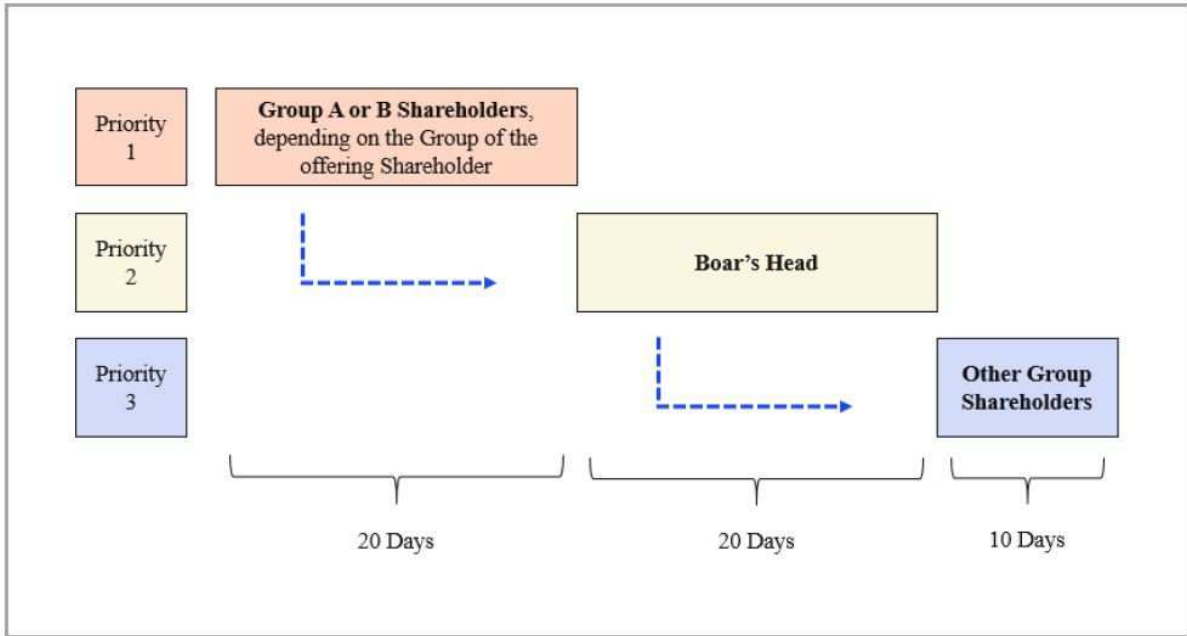 Priority
1
Group A or B Shareholders,
depending on the Group of the
offering Shareholder
Priority
2
Boar's Head
Priority
3
Other Group
Shareholders
20 Days
20 Days
10 Days